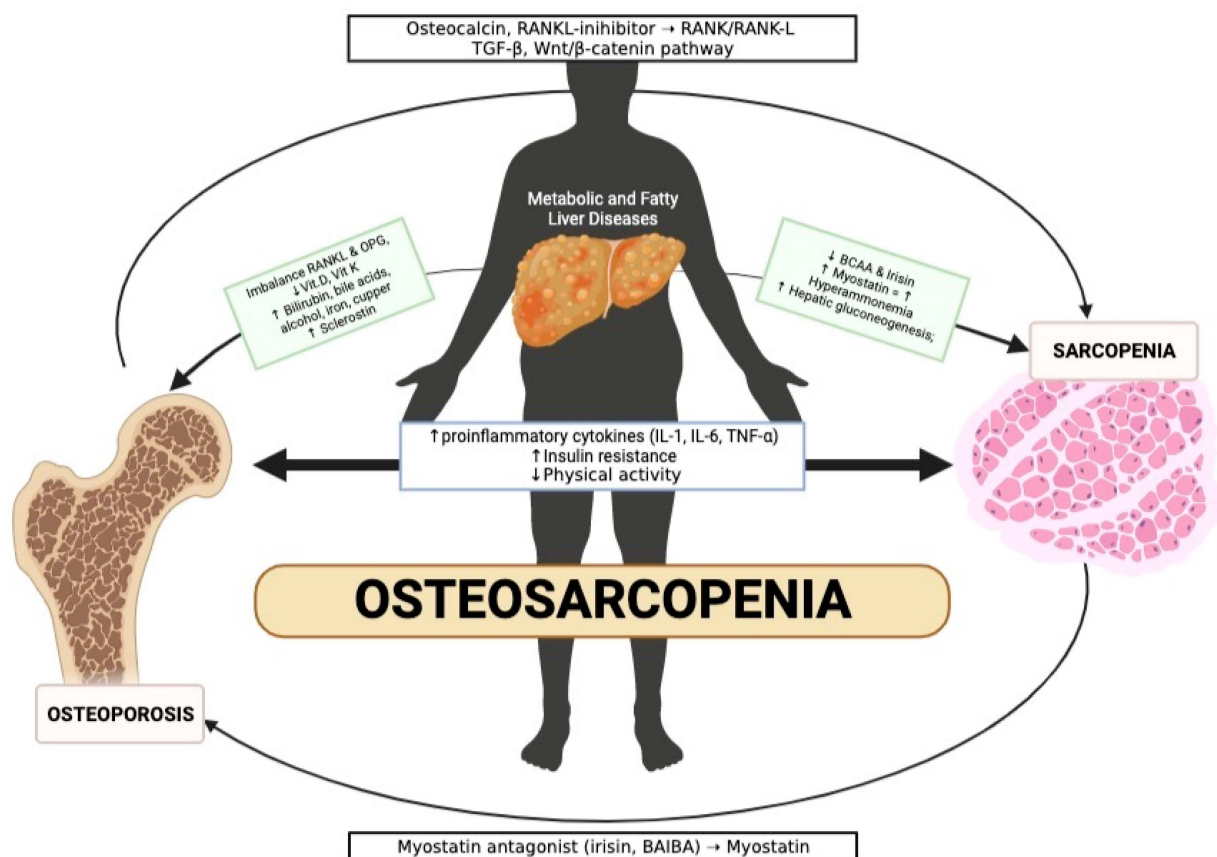 Osteocalcin, RANKL-inihibitor → RANK/RANK-L
TGF-β, Wnt/β-catenin pathway
Metabolic and Fatty
Liver Diseases
Imbalance RANKL & OPG,
↓Vit.D, Vit K
↑ Bilirubin, bile acids,
alcohol, iron, cupper
↑ Sclerostin
↓ BCAA & Irisin
↑ Myostatin = ↑
Hyperammonemia
↑ Hepatic gluconeogenesis;
SARCOPENIA
↑proinflammatory cytokines (IL-1, IL-6, TNF-α)
↑Insulin resistance
↓Physical activity
OSTEOSARCOPENIA
OSTEOPOROSIS
Myostatin antagonist (irisin, BAIBA) → Myostatin